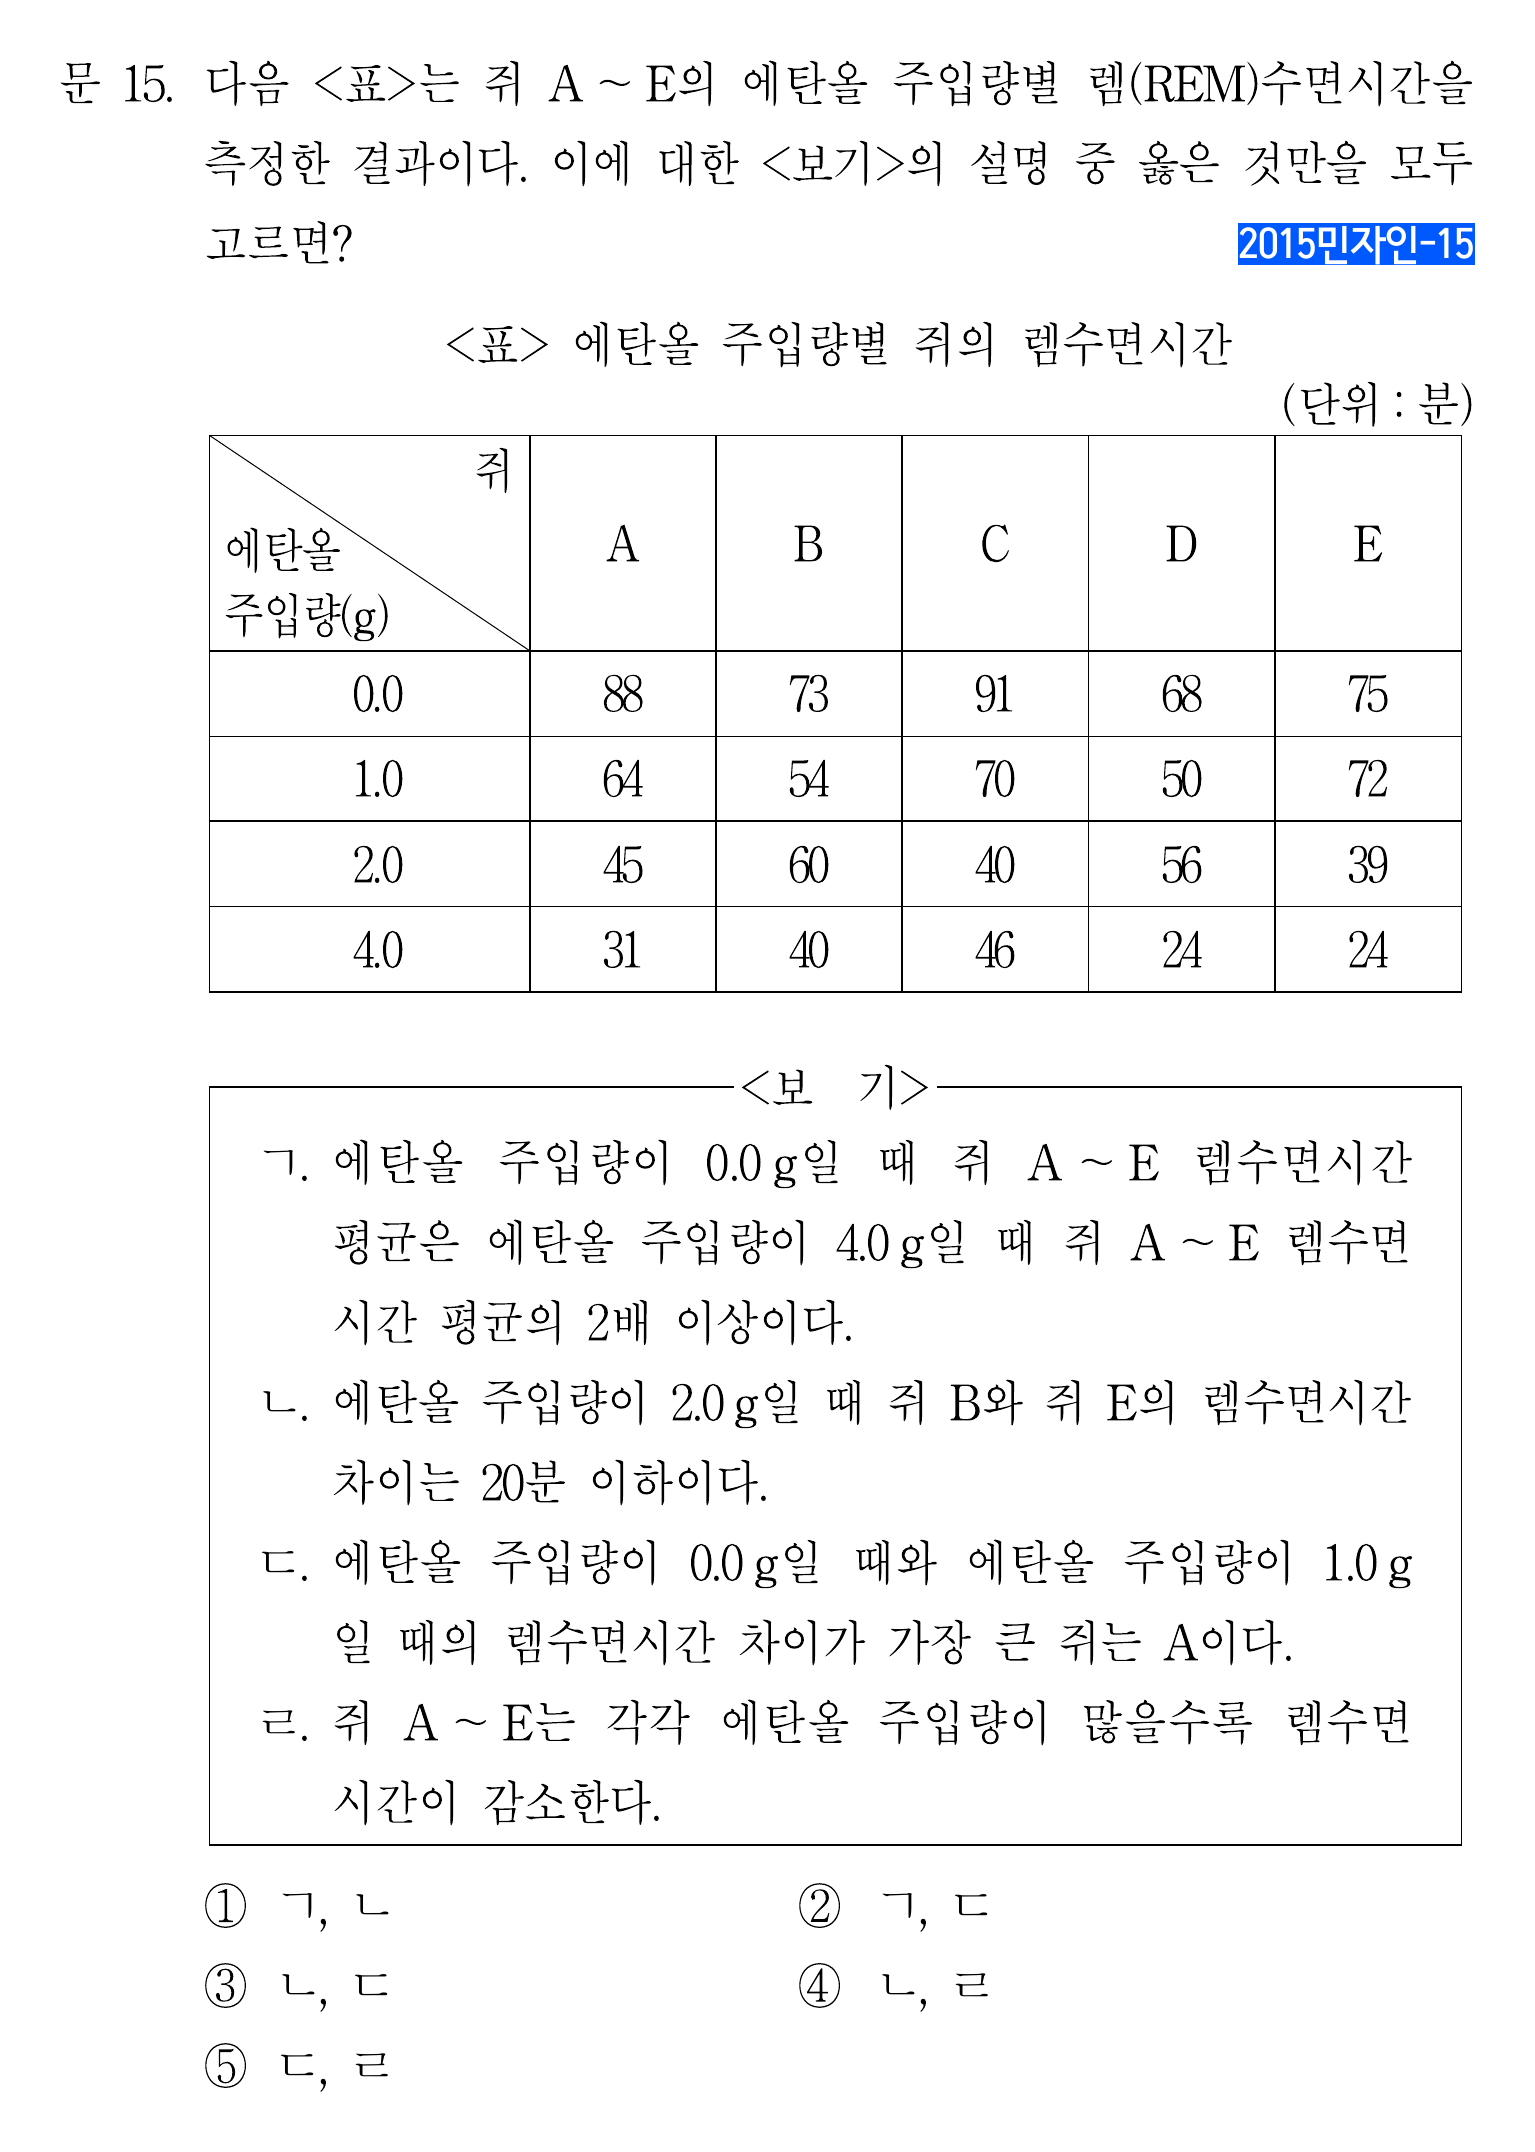 문 15. 다음 <표>는 쥐 A ~ E의 에탄올 주입량별 렘(REM)수면시간을
측정한 결과이다. 이에 대한 <보기>의 설명 중 옳은 것만을 모두
고르면?
2015민자인-15
<표> 에탄올 주입량별 쥐의 렘수면시간
(단위 : 분)
쥐
에탄올
주입량(g)
A B C D E
0.0 88 73 91 68 75
1.0 64 54 70 50 72
2.0 45 60 40 56 39
4.0 31 40 46 24 24
<보 기>
ㄱ. 에탄올 주입량이 0.0 g일 때 쥐 A ~ E 렘수면시간
평균은 에탄올 주입량이 4.0 g일 때 쥐 A ~ E 렘수면
시간 평균의 2배 이상이다.
ㄴ. 에탄올 주입량이 2.0 g일 때 쥐 B와 쥐 E의 렘수면시간
차이는 20분 이하이다.
ㄷ. 에탄올 주입량이 0.0 g일 때와 에탄올 주입량이 1.0 g
일 때의 렘수면시간 차이가 가장 큰 쥐는 A이다.
ㄹ. 쥐 A ~ E는 각각 에탄올 주입량이 많을수록 렘수면
시간이 감소한다.
① ㄱ, ㄴ ② ㄱ, ㄷ
③ ㄴ, ㄷ ④ ㄴ, ㄹ
⑤ ㄷ, ㄹ